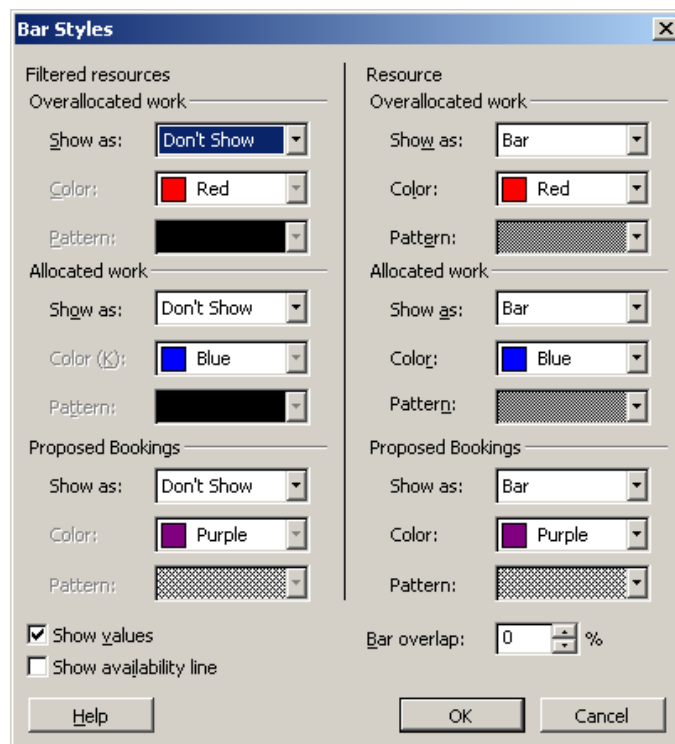 Bar Styles
Filtered resources
Overallocated work
Show as: Don't Show
Color: Red
Pattern:
Allocated work
Show as: Don't Show
Color (K): Blue
Pattern:
Proposed Bookings
Show as: Don't Show
Color: Purple
Pattern:
Resource
Overallocated work
Show as: Bar
Color: Red
Pattern:
Allocated work
Show as: Bar
Color: Blue
Pattern:
Proposed Bookings
Show as: Bar
Color: Purple
Pattern:
Show values
Show availability line
Bar overlap: 0 %
Help
OK
Cancel